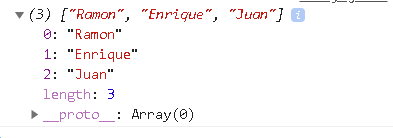 (3) ["Ramon", "Enrique", "Juan"] i
0: "Ramon"
1: "Enrique"
2: "Juan"
length: 3
__proto__: Array(0)